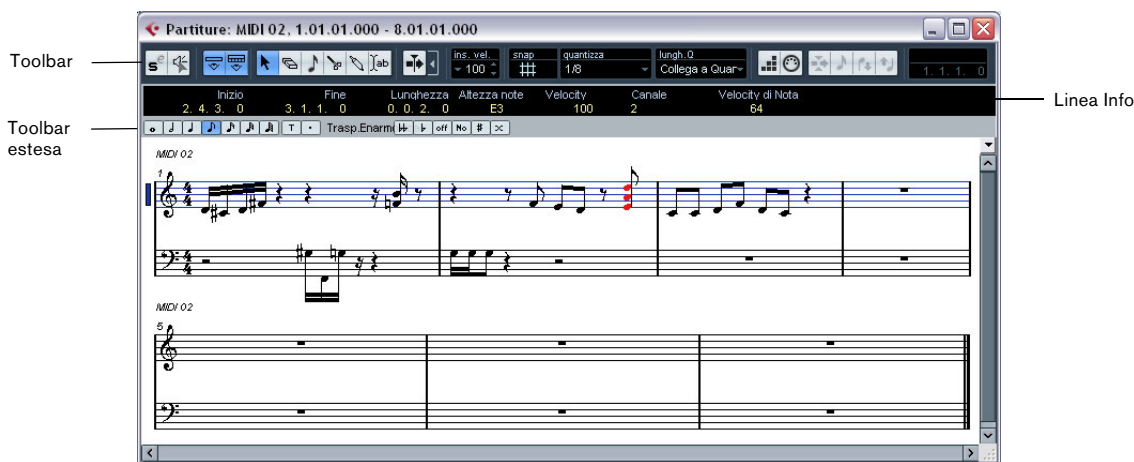 Partiture: MIDI 02, 1.01.01.000 - 8.01.01.000
Toolbar
ins. vel. snap quantizza lungh.Q
100 1/8 Collega a Quar
1. 1. 1. 0
Inizio Fine Lunghezza Altezza note Velocity Canale Velocity di Nota
2. 4. 3. 0 3. 1. 1. 0 0. 0. 2. 0 E3 100 2 64
Linea Info
Toolbar estesa
T Trasp.Enarm off No #
MIDI 02
1
MIDI 02
5